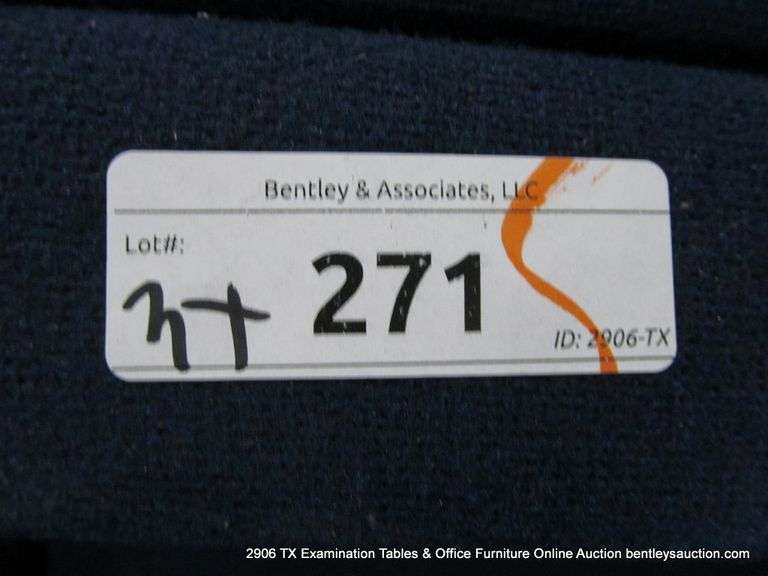 Bentley & Associates, LLC
Lot#:
271
ID: 2906-TX
2906 TX Examination Tables & Office Furniture Online Auction bentleysauction.com